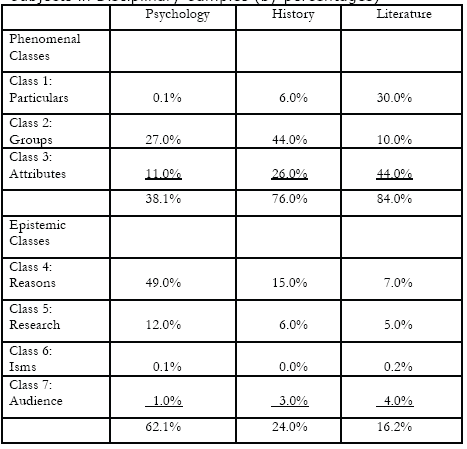 Subjects in Disciplinary Samples (by percentages)
Psychology History Literature
Phenomenal
Classes
Class 1:
Particulars 0.1% 6.0% 30.0%
Class 2:
Groups 27.0% 44.0% 10.0%
Class 3:
Attributes 11.0% 26.0% 44.0%
38.1% 76.0% 84.0%
Epistemic
Classes
Class 4:
Reasons 49.0% 15.0% 7.0%
Class 5:
Research 12.0% 6.0% 5.0%
Class 6:
Isms 0.1% 0.0% 0.2%
Class 7:
Audience 1.0% 3.0% 4.0%
62.1% 24.0% 16.2%